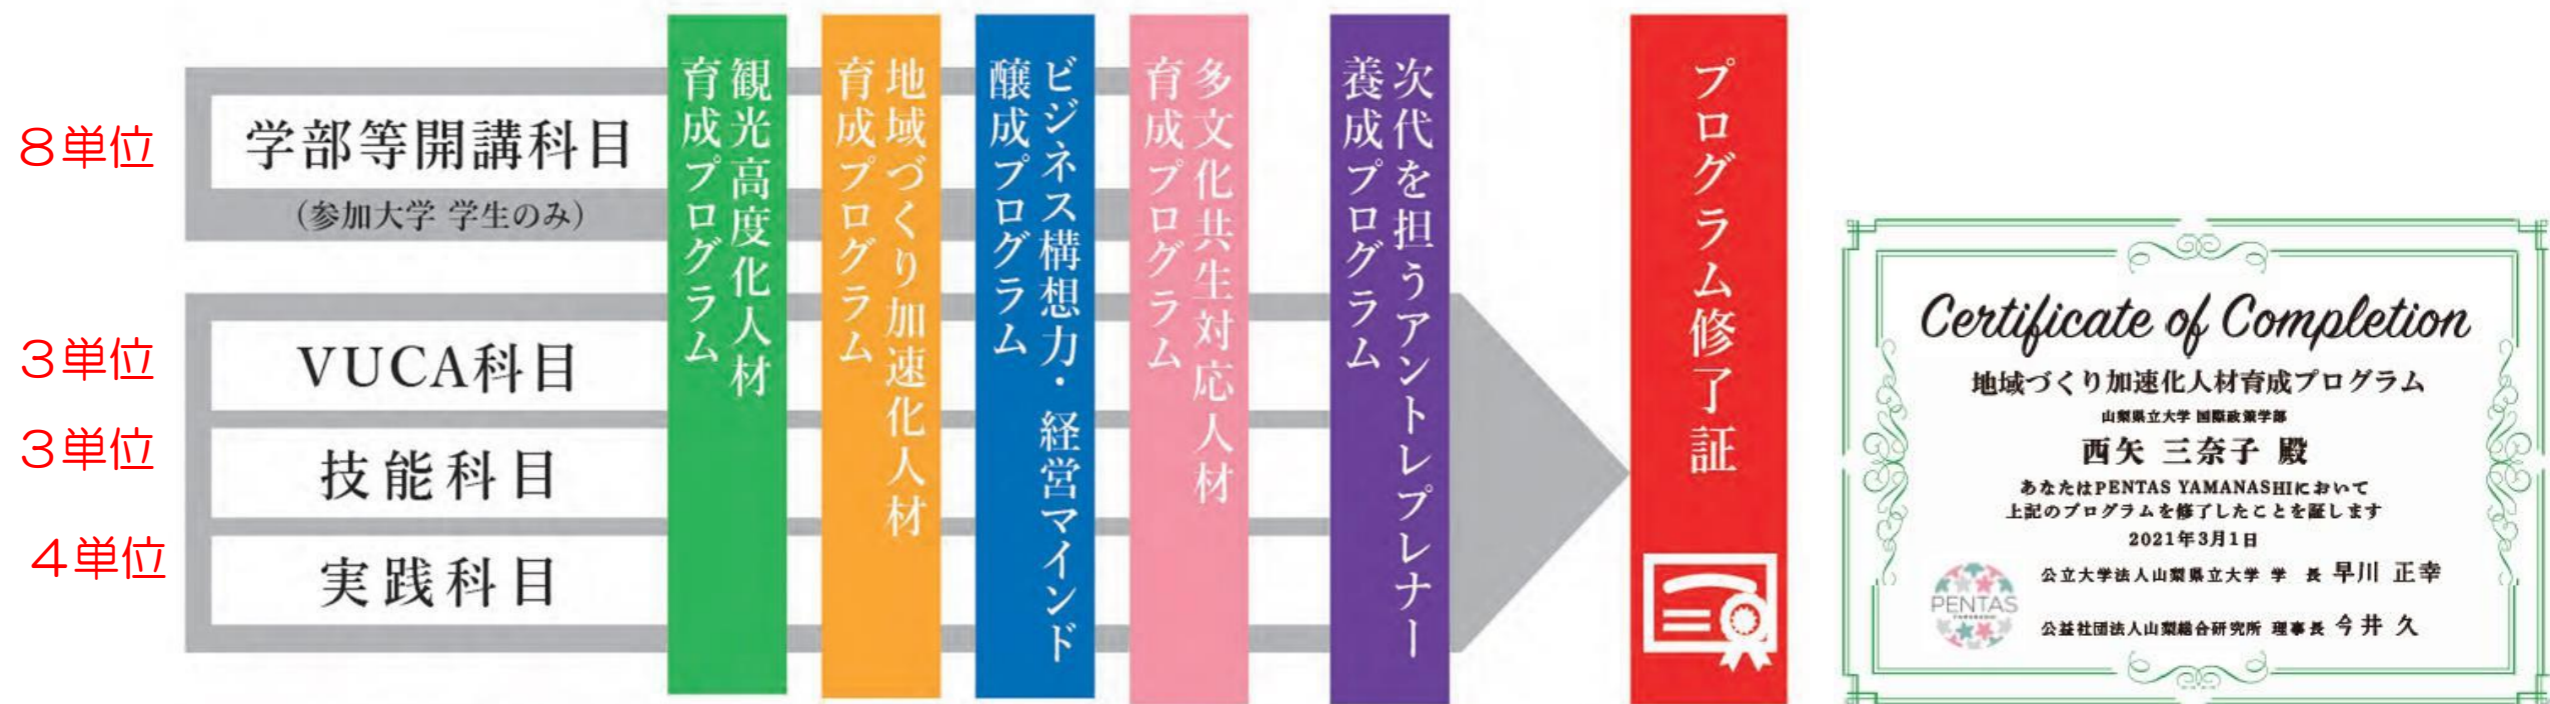 8単位
学部等開講科目
(参加大学 学生のみ)
3単位
VUCA科目
3単位
技能科目
4単位
実践科目
観光高度化人材
育成プログラム
地域づくり加速化人材
育成プログラム
ビジネス構想力・経営マインド
醸成プログラム
多文化共生対応人材
育成プログラム
次代を担うアントレプレナー
養成プログラム
プログラム修了証
Certificate of Completion
地域づくり加速化人材育成プログラム
山梨県立大学 国際政策学部
西矢 三奈子 殿
あなたはPENTAS YAMANASHIにおいて
上記のプログラムを修了したことを証します
2021年3月1日
公立大学法人山梨県立大学 学 長 早川 正幸
公益社団法人山梨総合研究所 理事長 今井 久
PENTAS
YAMANASHI